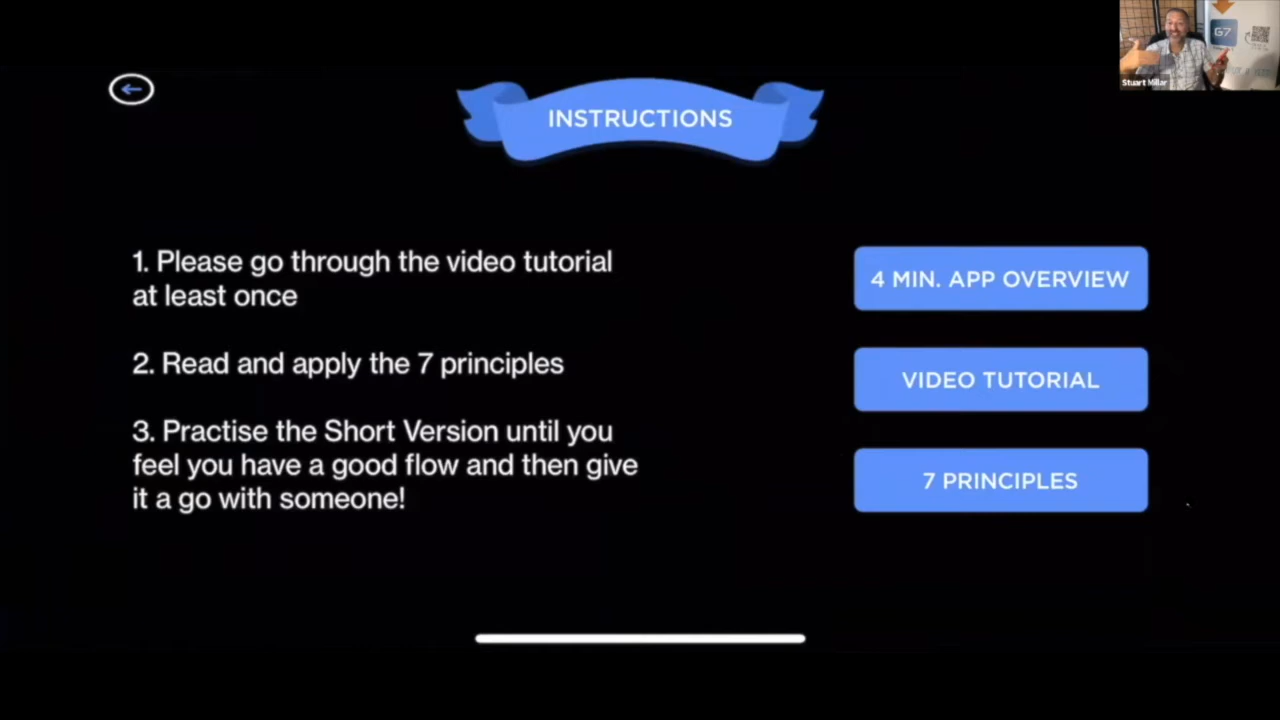 G7
Stuart Millar
INSTRUCTIONS
1. Please go through the video tutorial
at least once
2. Read and apply the 7 principles
3. Practise the Short Version until you
feel you have a good flow and then give
it a go with someone!
4 MIN. APP OVERVIEW
VIDEO TUTORIAL
7 PRINCIPLES